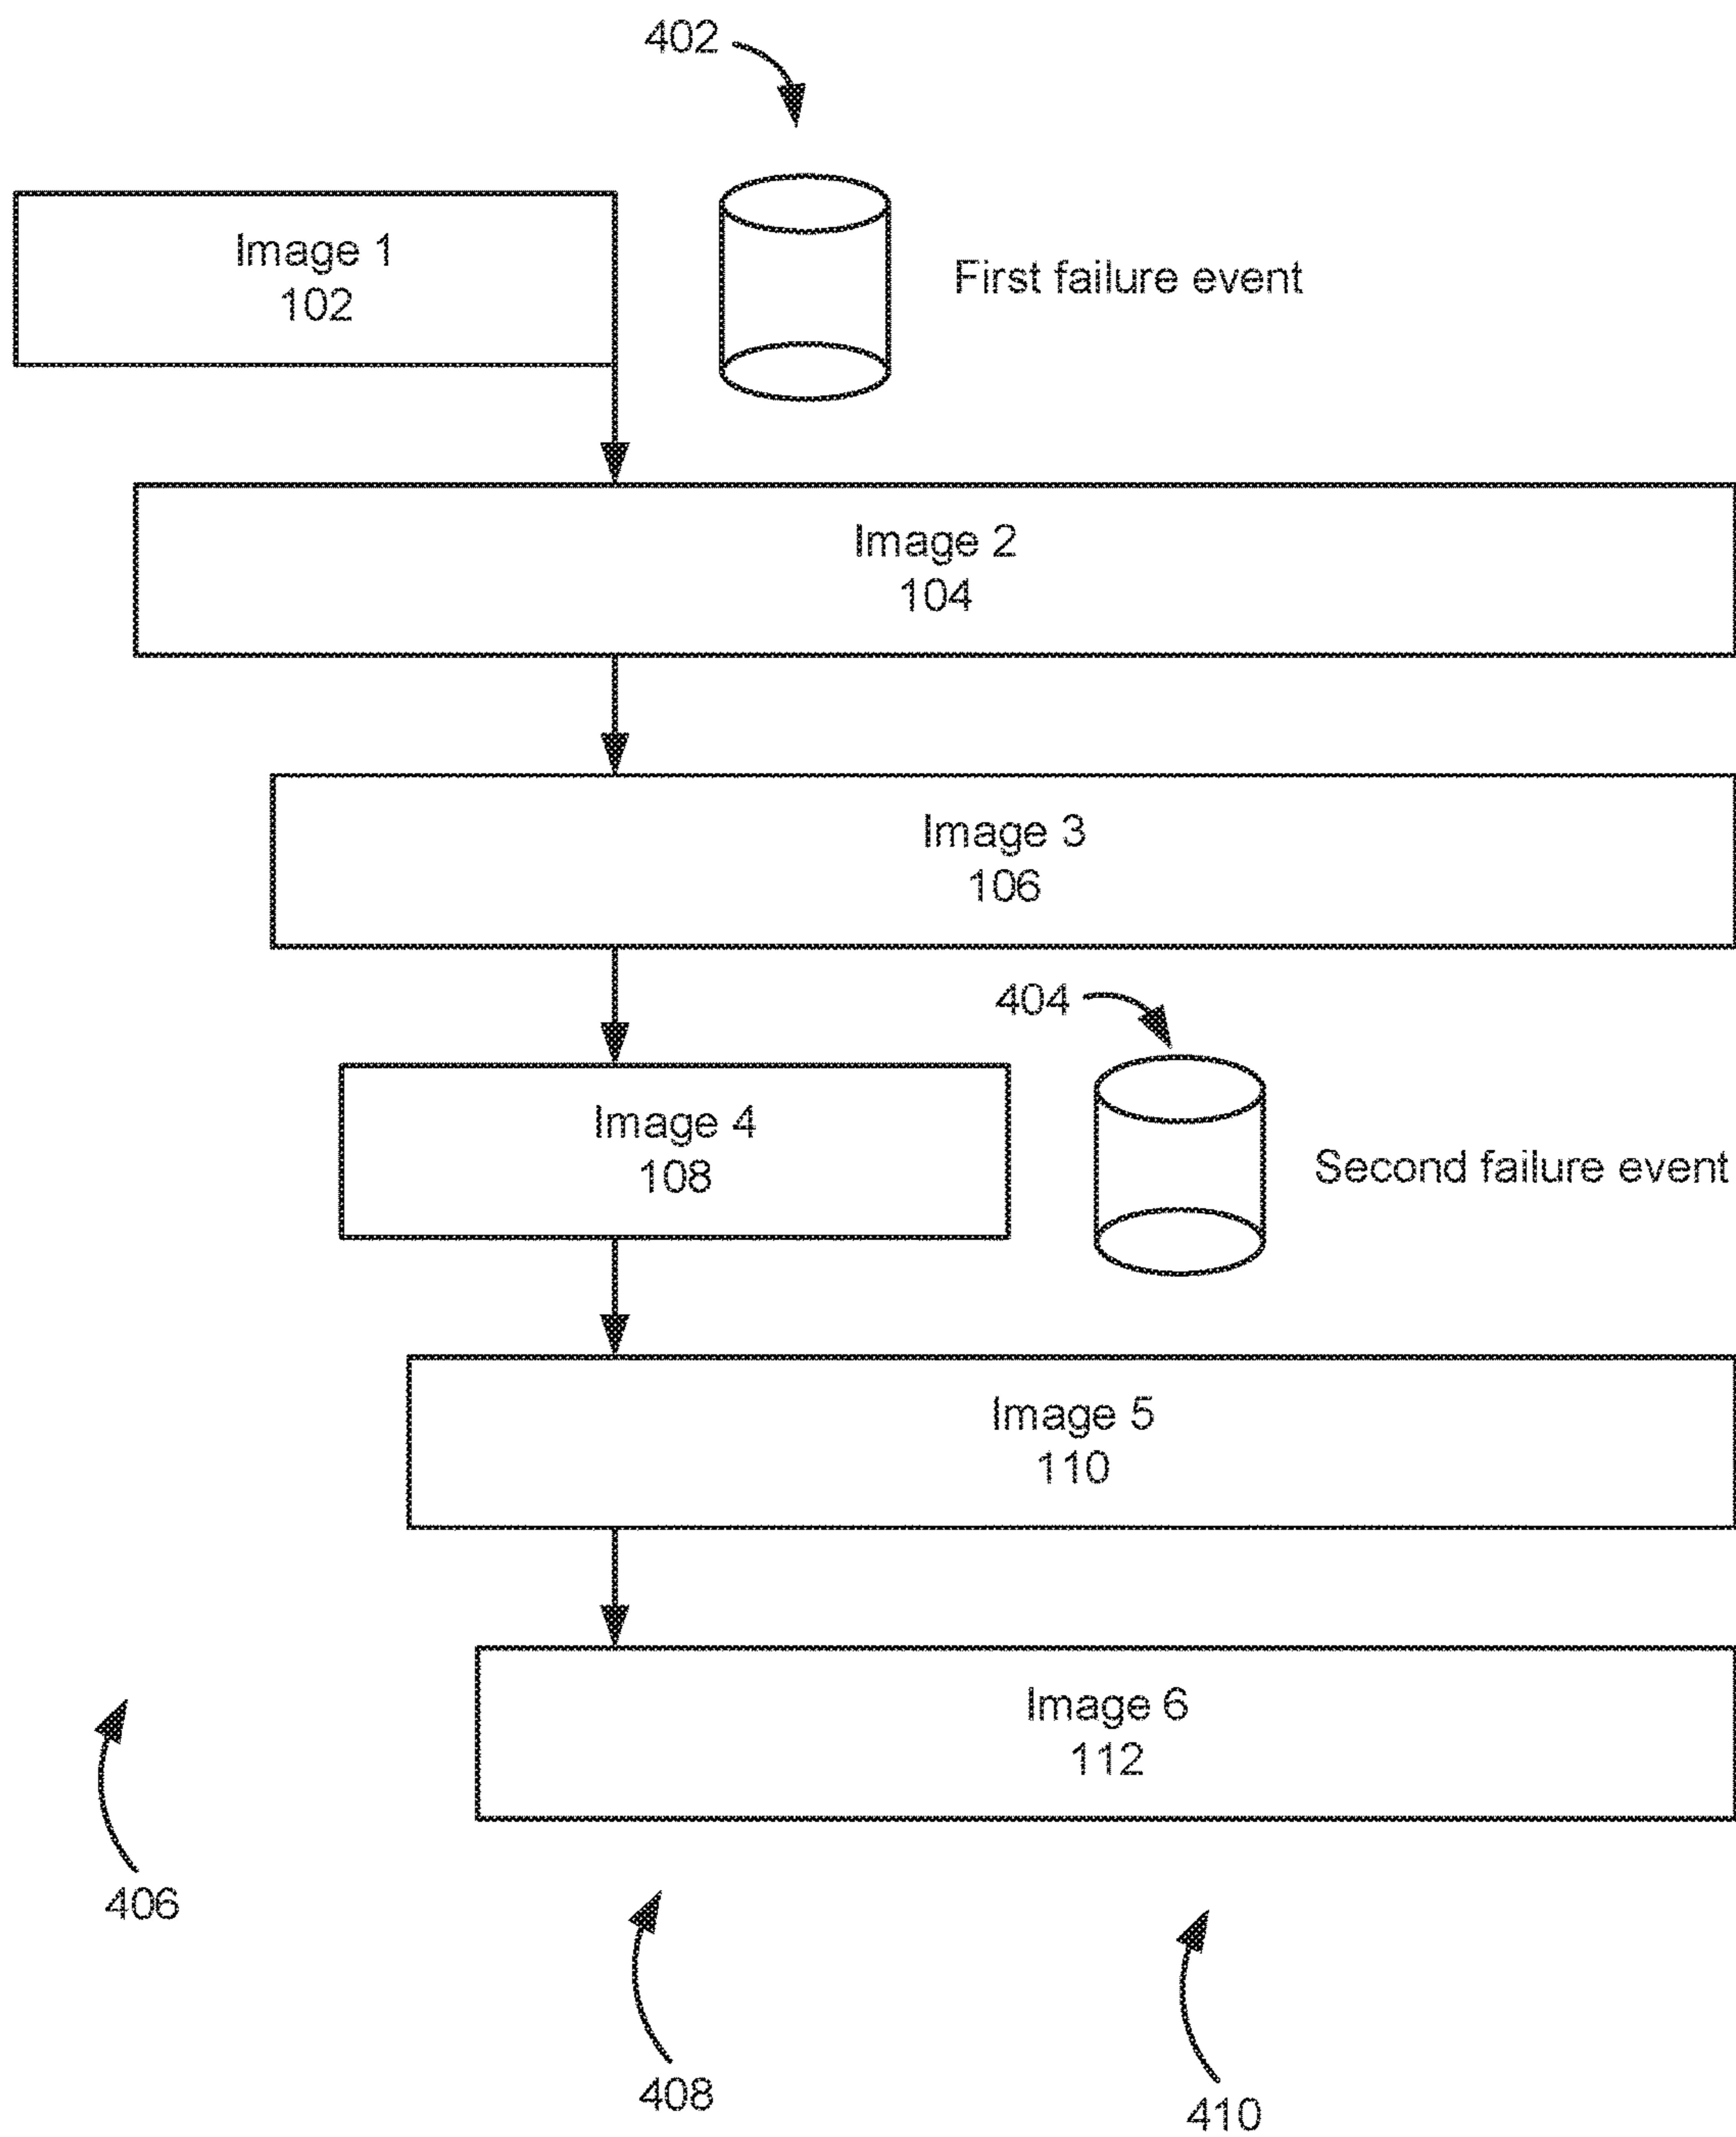 402
Image 1
102
First failure event
Image 2
104
Image 3
106
404
Image 4
108
Second failure event
Image 5
110
Image 6
112
406
408
410